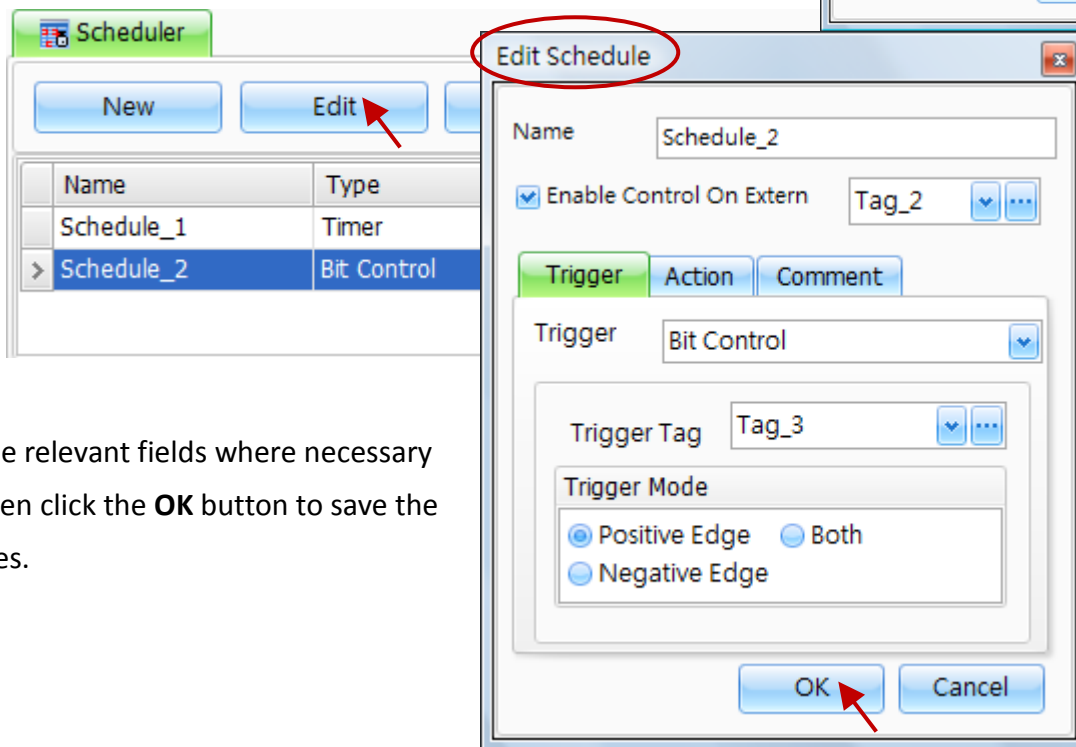 Scheduler
New
Edit
Name Type
Schedule_1 Timer
Schedule_2 Bit Control
e relevant fields where necessary
en click the OK button to save the
es.
Edit Schedule
Name Schedule_2
Enable Control On Extern Tag_2
Trigger Action Comment
Trigger Bit Control
Trigger Tag Tag_3
Trigger Mode
Positive Edge Both
Negative Edge
OK Cancel